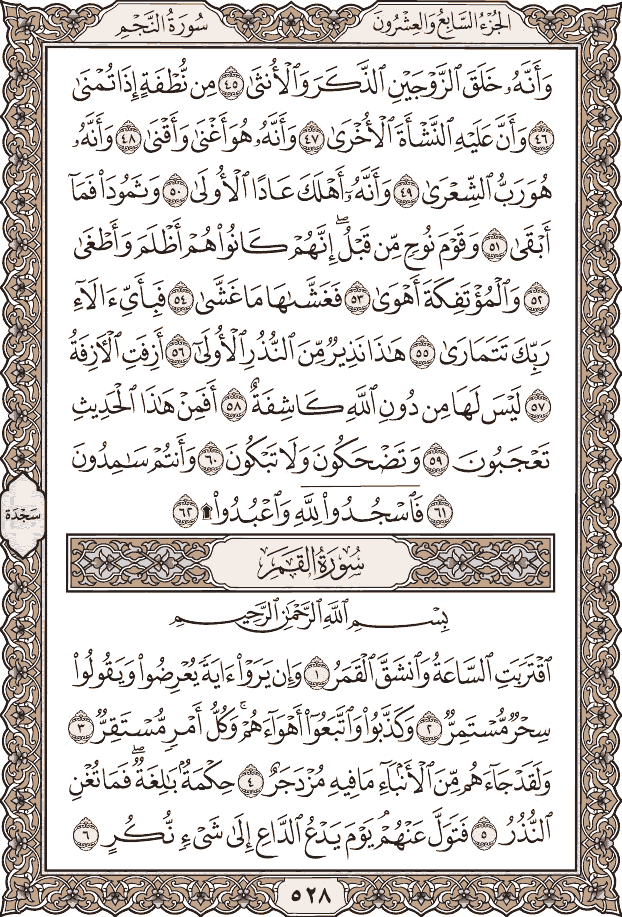 الجزء السابع والعشرون
سورة النجم
وَأَنَّهُۥ خَلَقَ ٱلزَّوۡجَيۡنِ ٱلذَّكَرَ وَٱلۡأُنثَىٰ ٤٥ مِن نُّطۡفَةٍ إِذَا تُمۡنَىٰ
٤٦ وَأَنَّ عَلَيۡهِ ٱلنَّشۡأَةَ ٱلۡأُخۡرَىٰ ٤٧ وَأَنَّهُۥ هُوَ أَغۡنَىٰ وَأَقۡنَىٰ ٤٨ وَأَنَّهُۥ
هُوَ رَبُّ ٱلشِّعۡرَىٰ ٤٩ وَأَنَّهُۥٓ أَهۡلَكَ عَادًا ٱلۡأُولَىٰ ٥٠ وَثَمُودَاْ فَمَآ
أَبۡقَىٰ ٥١ وَقَوۡمَ نُوحٖ مِّن قَبۡلُۖ إِنَّهُمۡ كَانُواْ هُمۡ أَظۡلَمَ وَأَطۡغَىٰ
٥٢ وَٱلۡمُؤۡتَفِكَةَ أَهۡوَىٰ ٥٣ فَغَشَّىٰهَا مَا غَشَّىٰ ٥٤ فَبِأَيِّ ءَالَآءِ
رَبِّكَ تَتَمَارَىٰ ٥٥ هَٰذَا نَذِيرٞ مِّنَ ٱلنُّذُرِ ٱلۡأُولَىٰٓ ٥٦ أَزِفَتِ ٱلۡأٓزِفَةُ
٥٧ لَيۡسَ لَهَا مِن دُونِ ٱللَّهِ كَاشِفَةٌ ٥٨ أَفَمِنۡ هَٰذَا ٱلۡحَدِيثِ
تَعۡجَبُونَ ٥٩ وَتَضۡحَكُونَ وَلَا تَبۡكُونَ ٦٠ وَأَنتُمۡ سَٰمِدُونَ
٦١ فَٱسۡجُدُواْۤ لِلَّهِۤ وَٱعۡبُدُواْ ۩ ٦٢
سجدة
سورة القمر
بِسۡمِ ٱللَّهِ ٱلرَّحۡمَٰنِ ٱلرَّحِيمِ
ٱقۡتَرَبَتِ ٱلسَّاعَةُ وَٱنشَقَّ ٱلۡقَمَرُ ١ وَإِن يَرَوۡاْ ءَايَةٗ يُعۡرِضُواْ وَيَقُولُواْ
سِحۡرٞ مُّسۡتَمِرّٞ ٢ وَكَذَّبُواْ وَٱتَّبَعُوٓاْ أَهۡوَآءَهُمۡۚ وَكُلُّ أَمۡرٖ مُّسۡتَقِرّٞ ٣
وَلَقَدۡ جَآءَهُم مِّنَ ٱلۡأَنۢبَآءِ مَا فِيهِ مُزۡدَجَرٌ ٤ حِكۡمَةُۢ بَٰلِغَةٞۖ فَمَا تُغۡنِ
ٱلنُّذُرُ ٥ فَتَوَلَّ عَنۡهُمۡۘ يَوۡمَ يَدۡعُ ٱلدَّاعِ إِلَىٰ شَيۡءٖ نُّكُرٍ ٦
٥٢٨